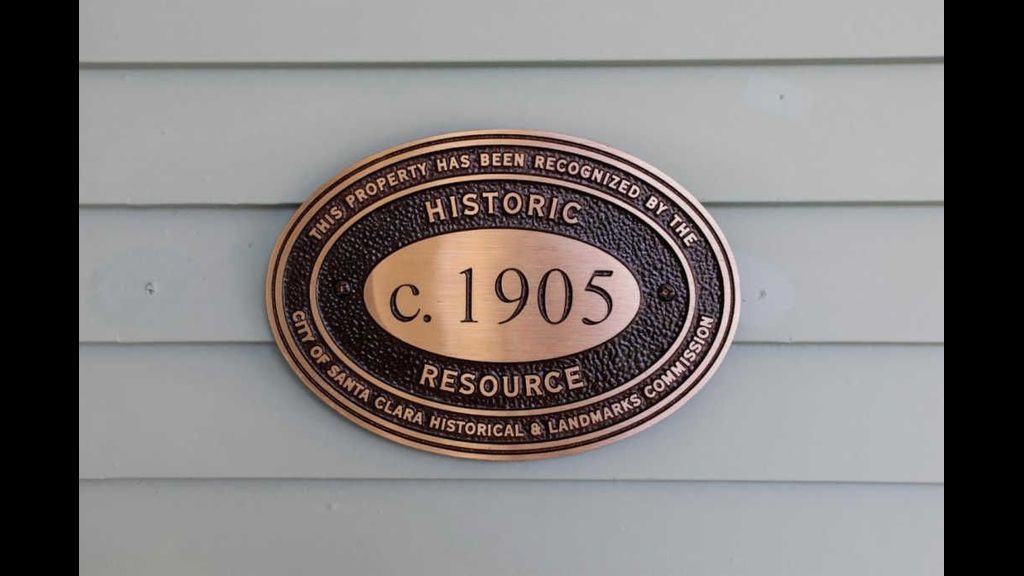 THIS PROPERTY HAS BEEN RECOGNIZED BY THE
HISTORIC
c. 1905
RESOURCE
CITY OF SANTA CLARA HISTORICAL & LANDMARKS COMMISSION